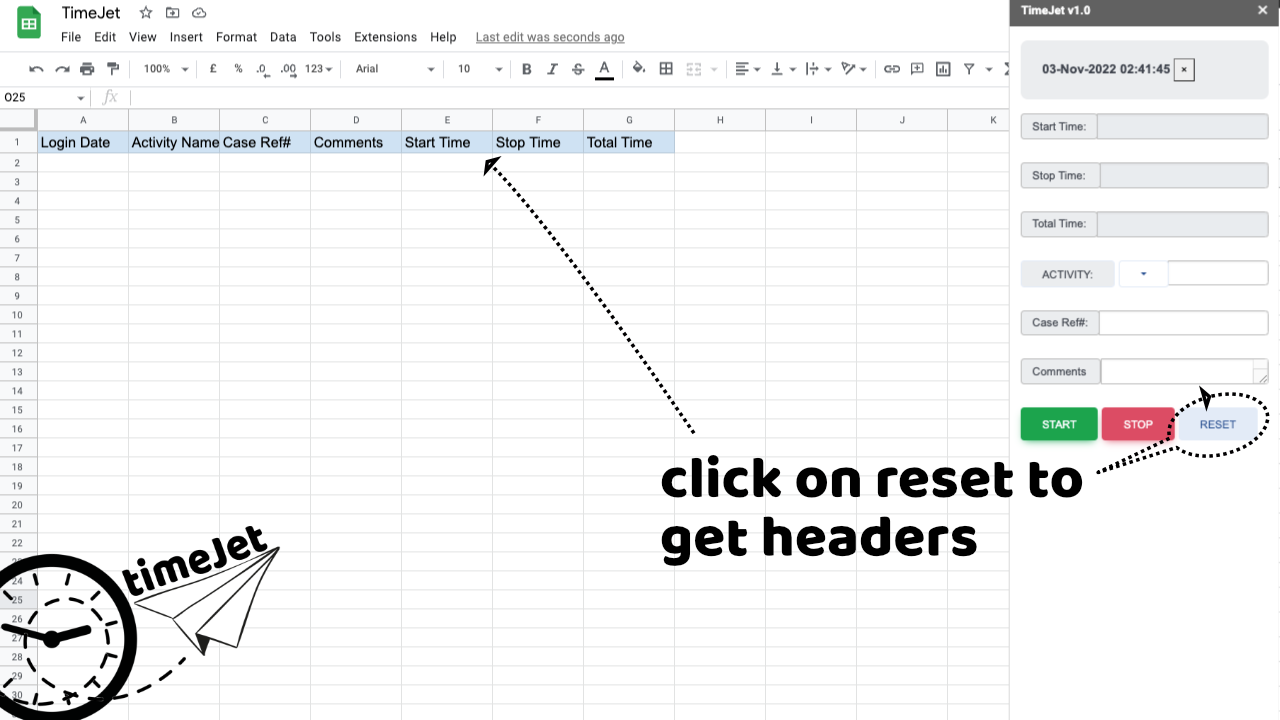 TimeJet
File Edit View Insert Format Data Tools Extensions Help Last edit was seconds ago
100% £ % .0 .00 123 Arial 10 B I S A
O25 fx
A B C D E F G H I J K
1 Login Date Activity Name Case Ref# Comments Start Time Stop Time Total Time
2
3
4
5
6
7
8
9
10
11
12
13
14
15
16
17
18
19
20
21
22
24
25
26
27
28
29
30
TimeJet v1.0 ×
03-Nov-2022 02:41:45 ×
Start Time:
Stop Time:
Total Time:
ACTIVITY:
Case Ref#:
Comments
START STOP RESET
click on reset to
get headers
timeJet